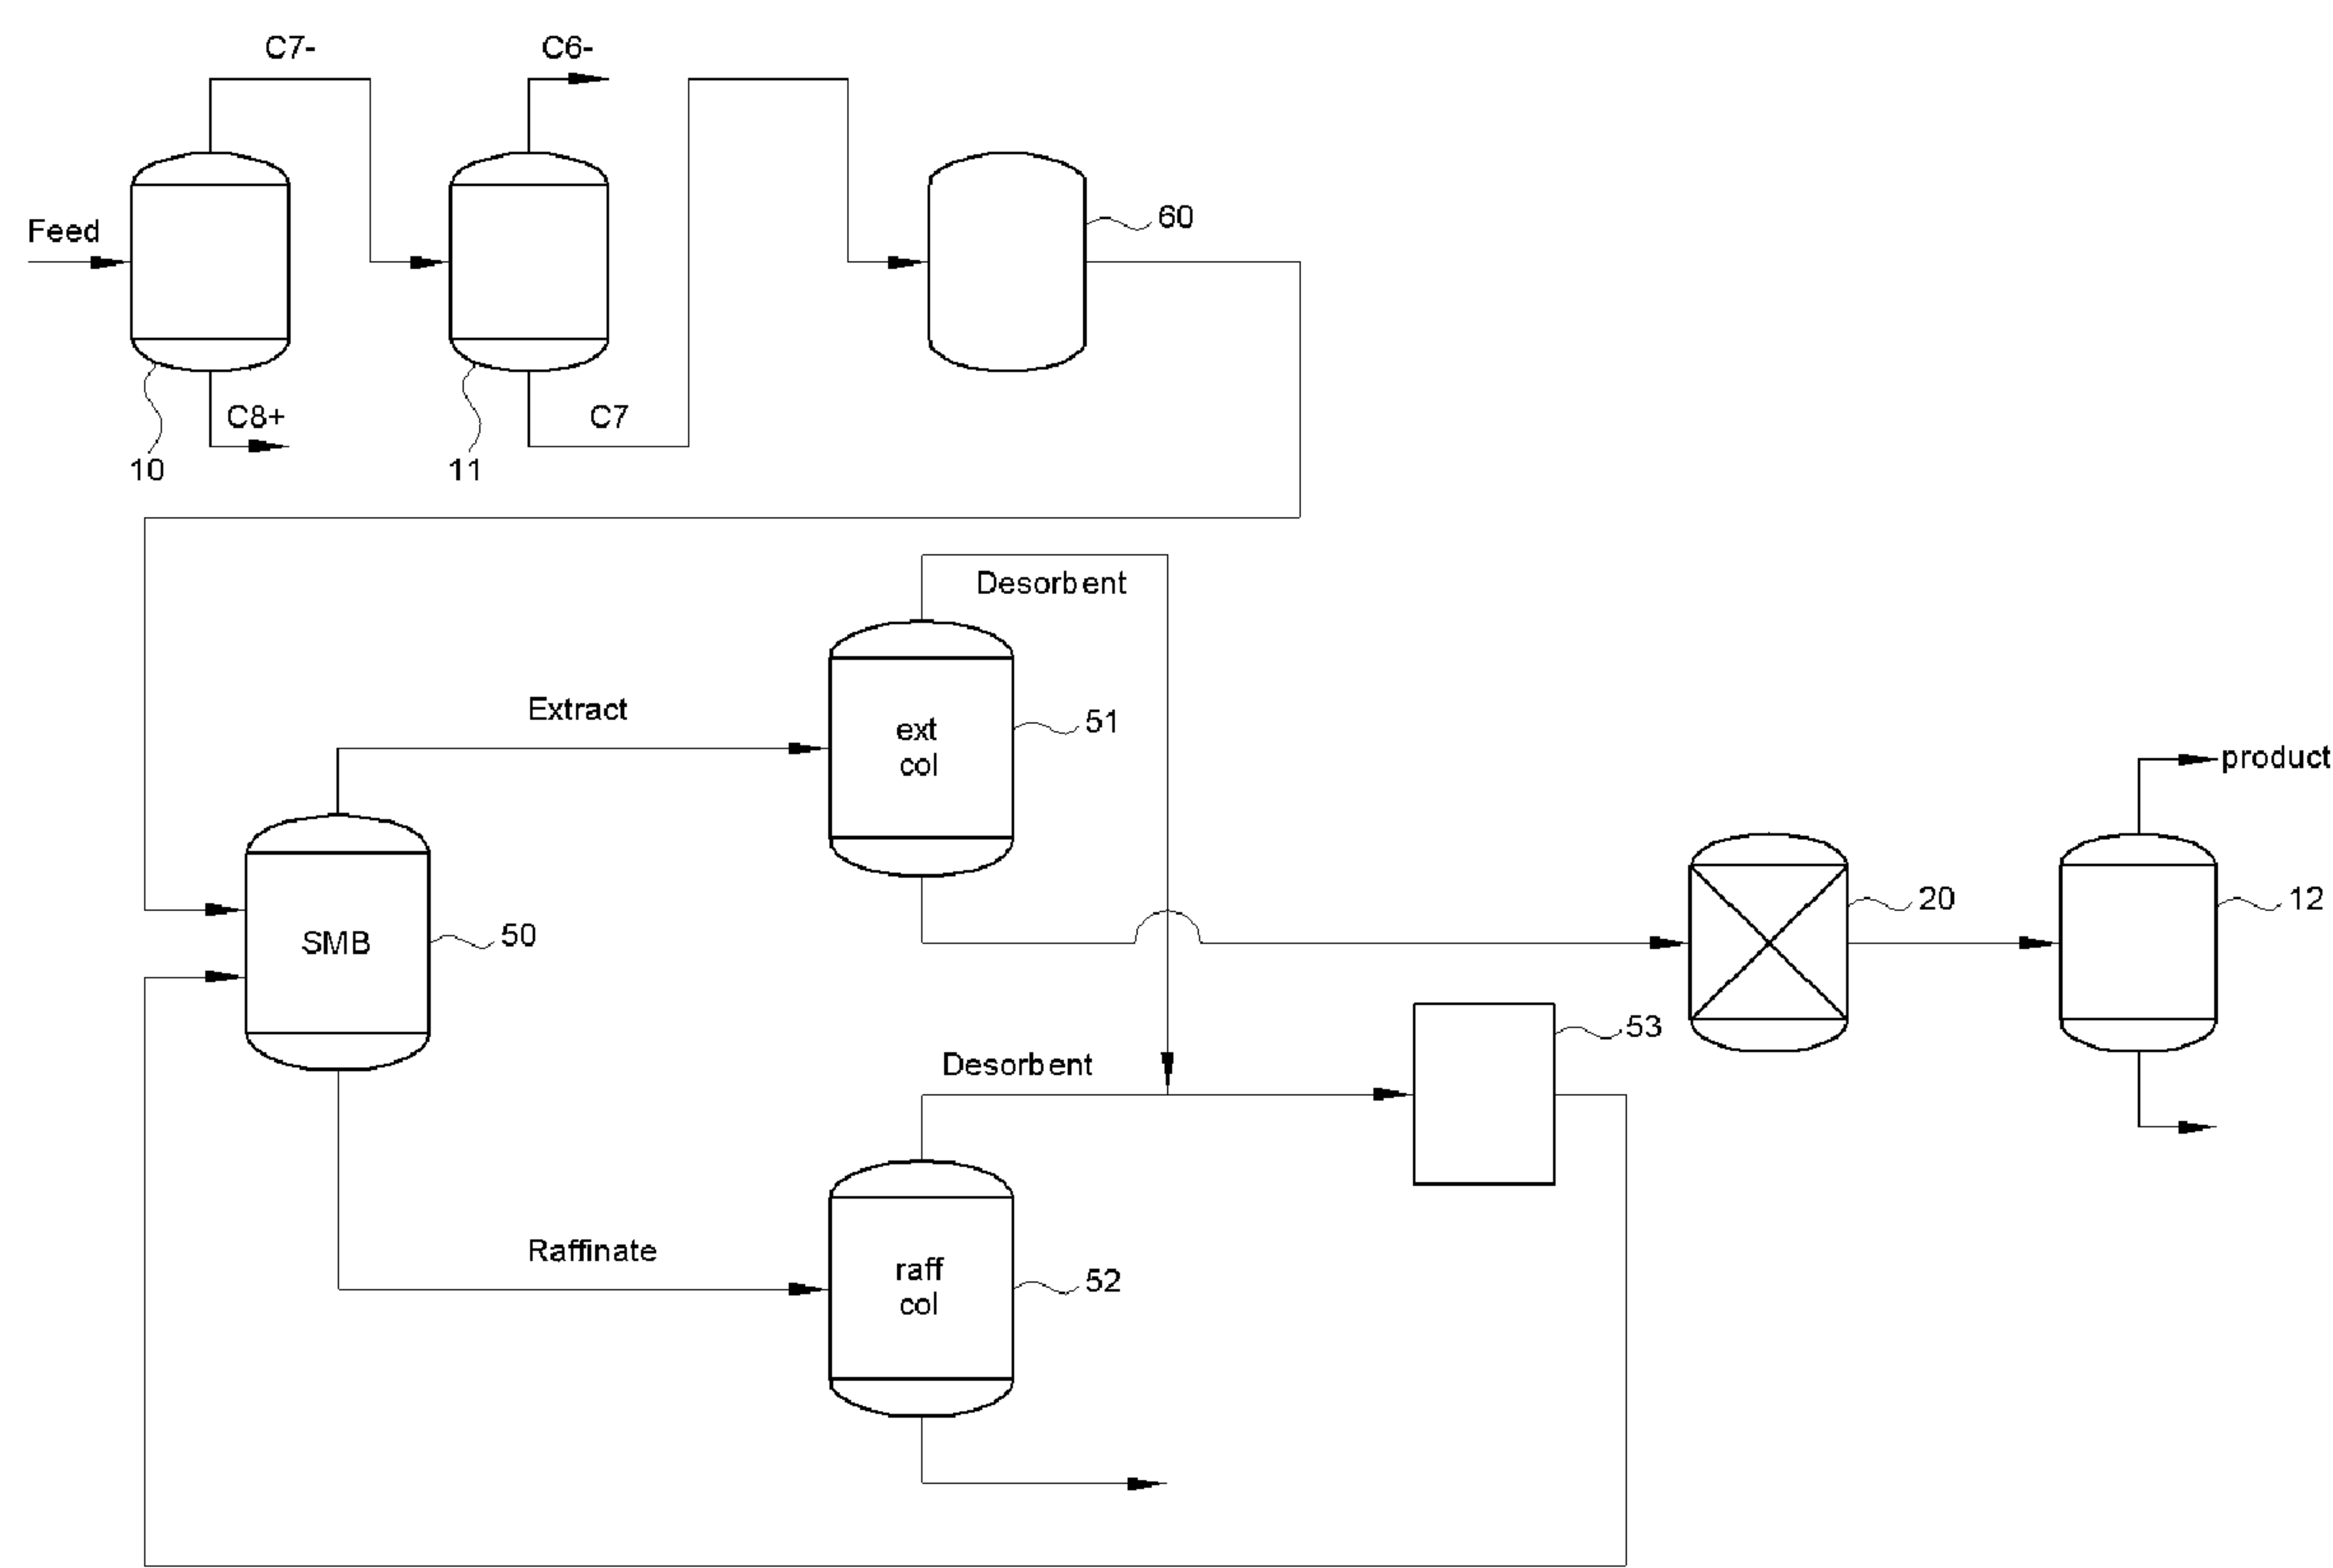 C7-
C6-
Feed
60
C8+
C7
10
11
Desorbent
Extract
ext
col
51
product
SMB
50
20
12
53
Desorbent
Raffinate
raff
col
52